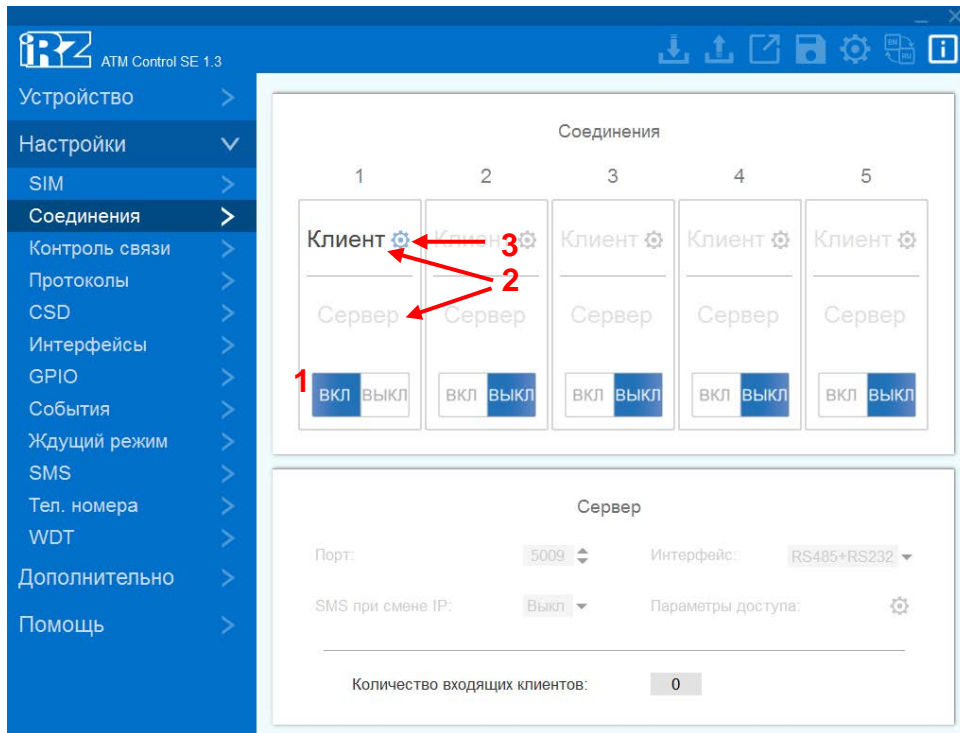 iRZ ATM Control SE 1.3
EN RU
Устройство
Настройки
SIM
Соединения
Контроль связи
Протоколы
CSD
Интерфейсы
GPIO
События
Ждущий режим
SMS
Тел. номера
WDT
Дополнительно
Помощь
Соединения
1 2 3 4 5
Клиент Клиент Клиент Клиент Клиент
3
2
Сервер Сервер Сервер Сервер Сервер
1
ВКЛ ВЫКЛ ВКЛ ВЫКЛ ВКЛ ВЫКЛ ВКЛ ВЫКЛ ВКЛ ВЫКЛ
Сервер
Порт: 5009 Интерфейс: RS485+RS232
SMS при смене IP: Выкл Параметры доступа:
Количество входящих клиентов: 0